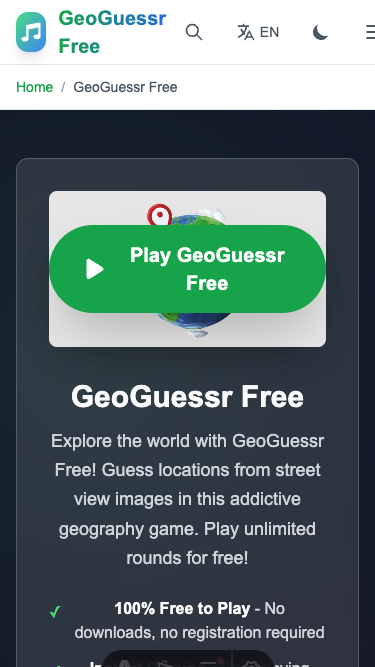 GeoGuessr
Free
EN
Home / GeoGuessr Free
Play GeoGuessr
Free
GeoGuessr Free
Explore the world with GeoGuessr
Free! Guess locations from street
view images in this addictive
geography game. Play unlimited
rounds for free!
✓ 100% Free to Play - No
downloads, no registration required